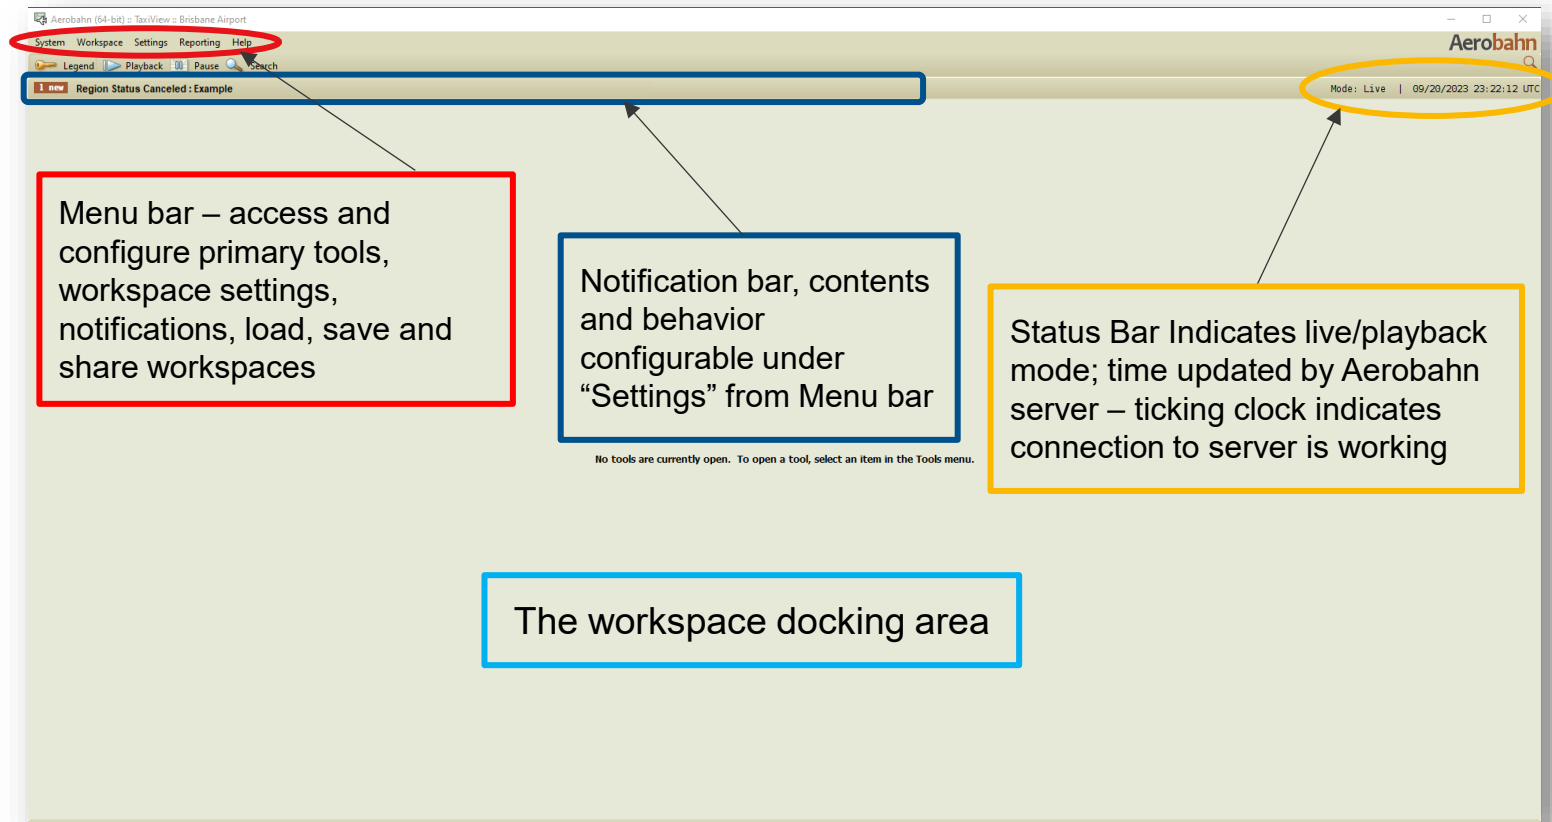 Aerobahn (64-bit) :: TaxiView :: Brisbane Airport
System Workspace Settings Reporting Help
Aerobahn
Legend Playback Pause Search
1 new Region Status Canceled : Example
Mode: Live | 09/20/2023 23:22:12 UTC
Menu bar – access and
configure primary tools,
workspace settings,
notifications, load, save and
share workspaces
Notification bar, contents
and behavior
configurable under
“Settings” from Menu bar
Status Bar Indicates live/playback
mode; time updated by Aerobahn
server – ticking clock indicates
connection to server is working
No tools are currently open. To open a tool, select an item in the Tools menu.
The workspace docking area